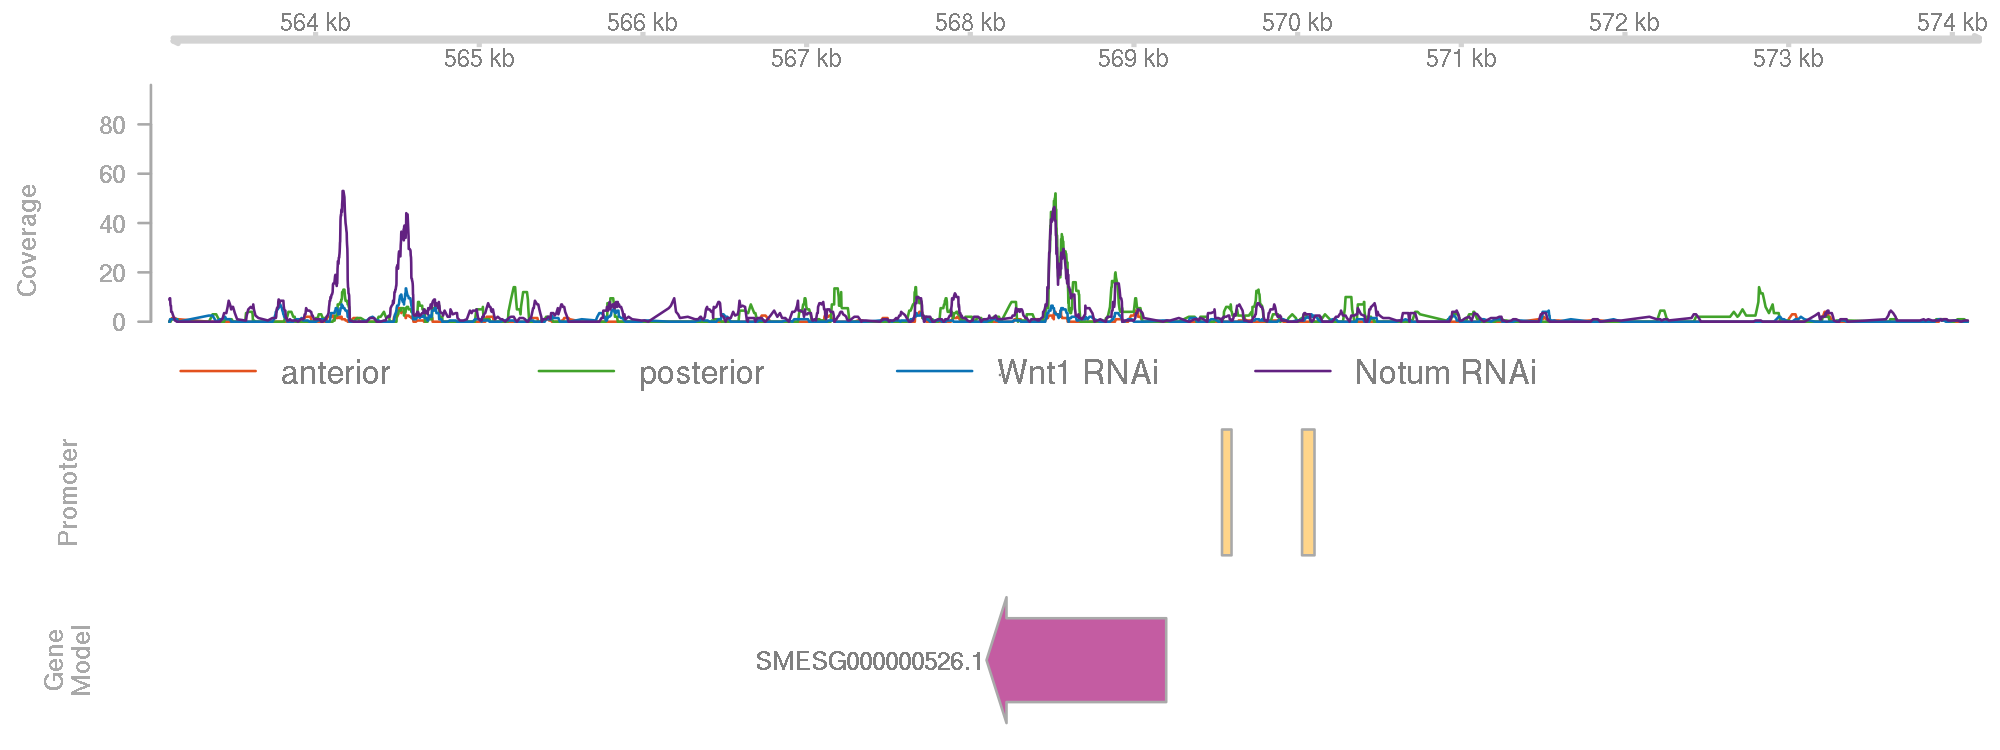 564 kb 566 kb 568 kb 570 kb 572 kb 574 kb
565 kb 567 kb 569 kb 571 kb 573 kb
Coverage
80
60
40
20
0
anterior posterior Wnt1 RNAi Notum RNAi
Promoter
Gene
Model
SMESG000000526.1